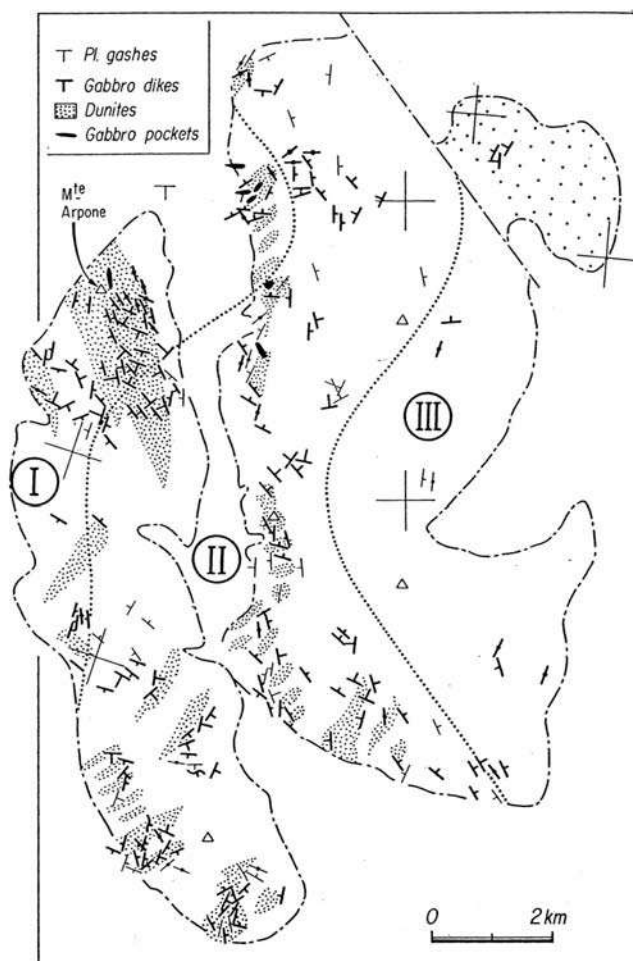 Pl. gashes
Gabbro dikes
Dunites
Gabbro pockets
Mte
Arpone
III
I
II
0 2 km